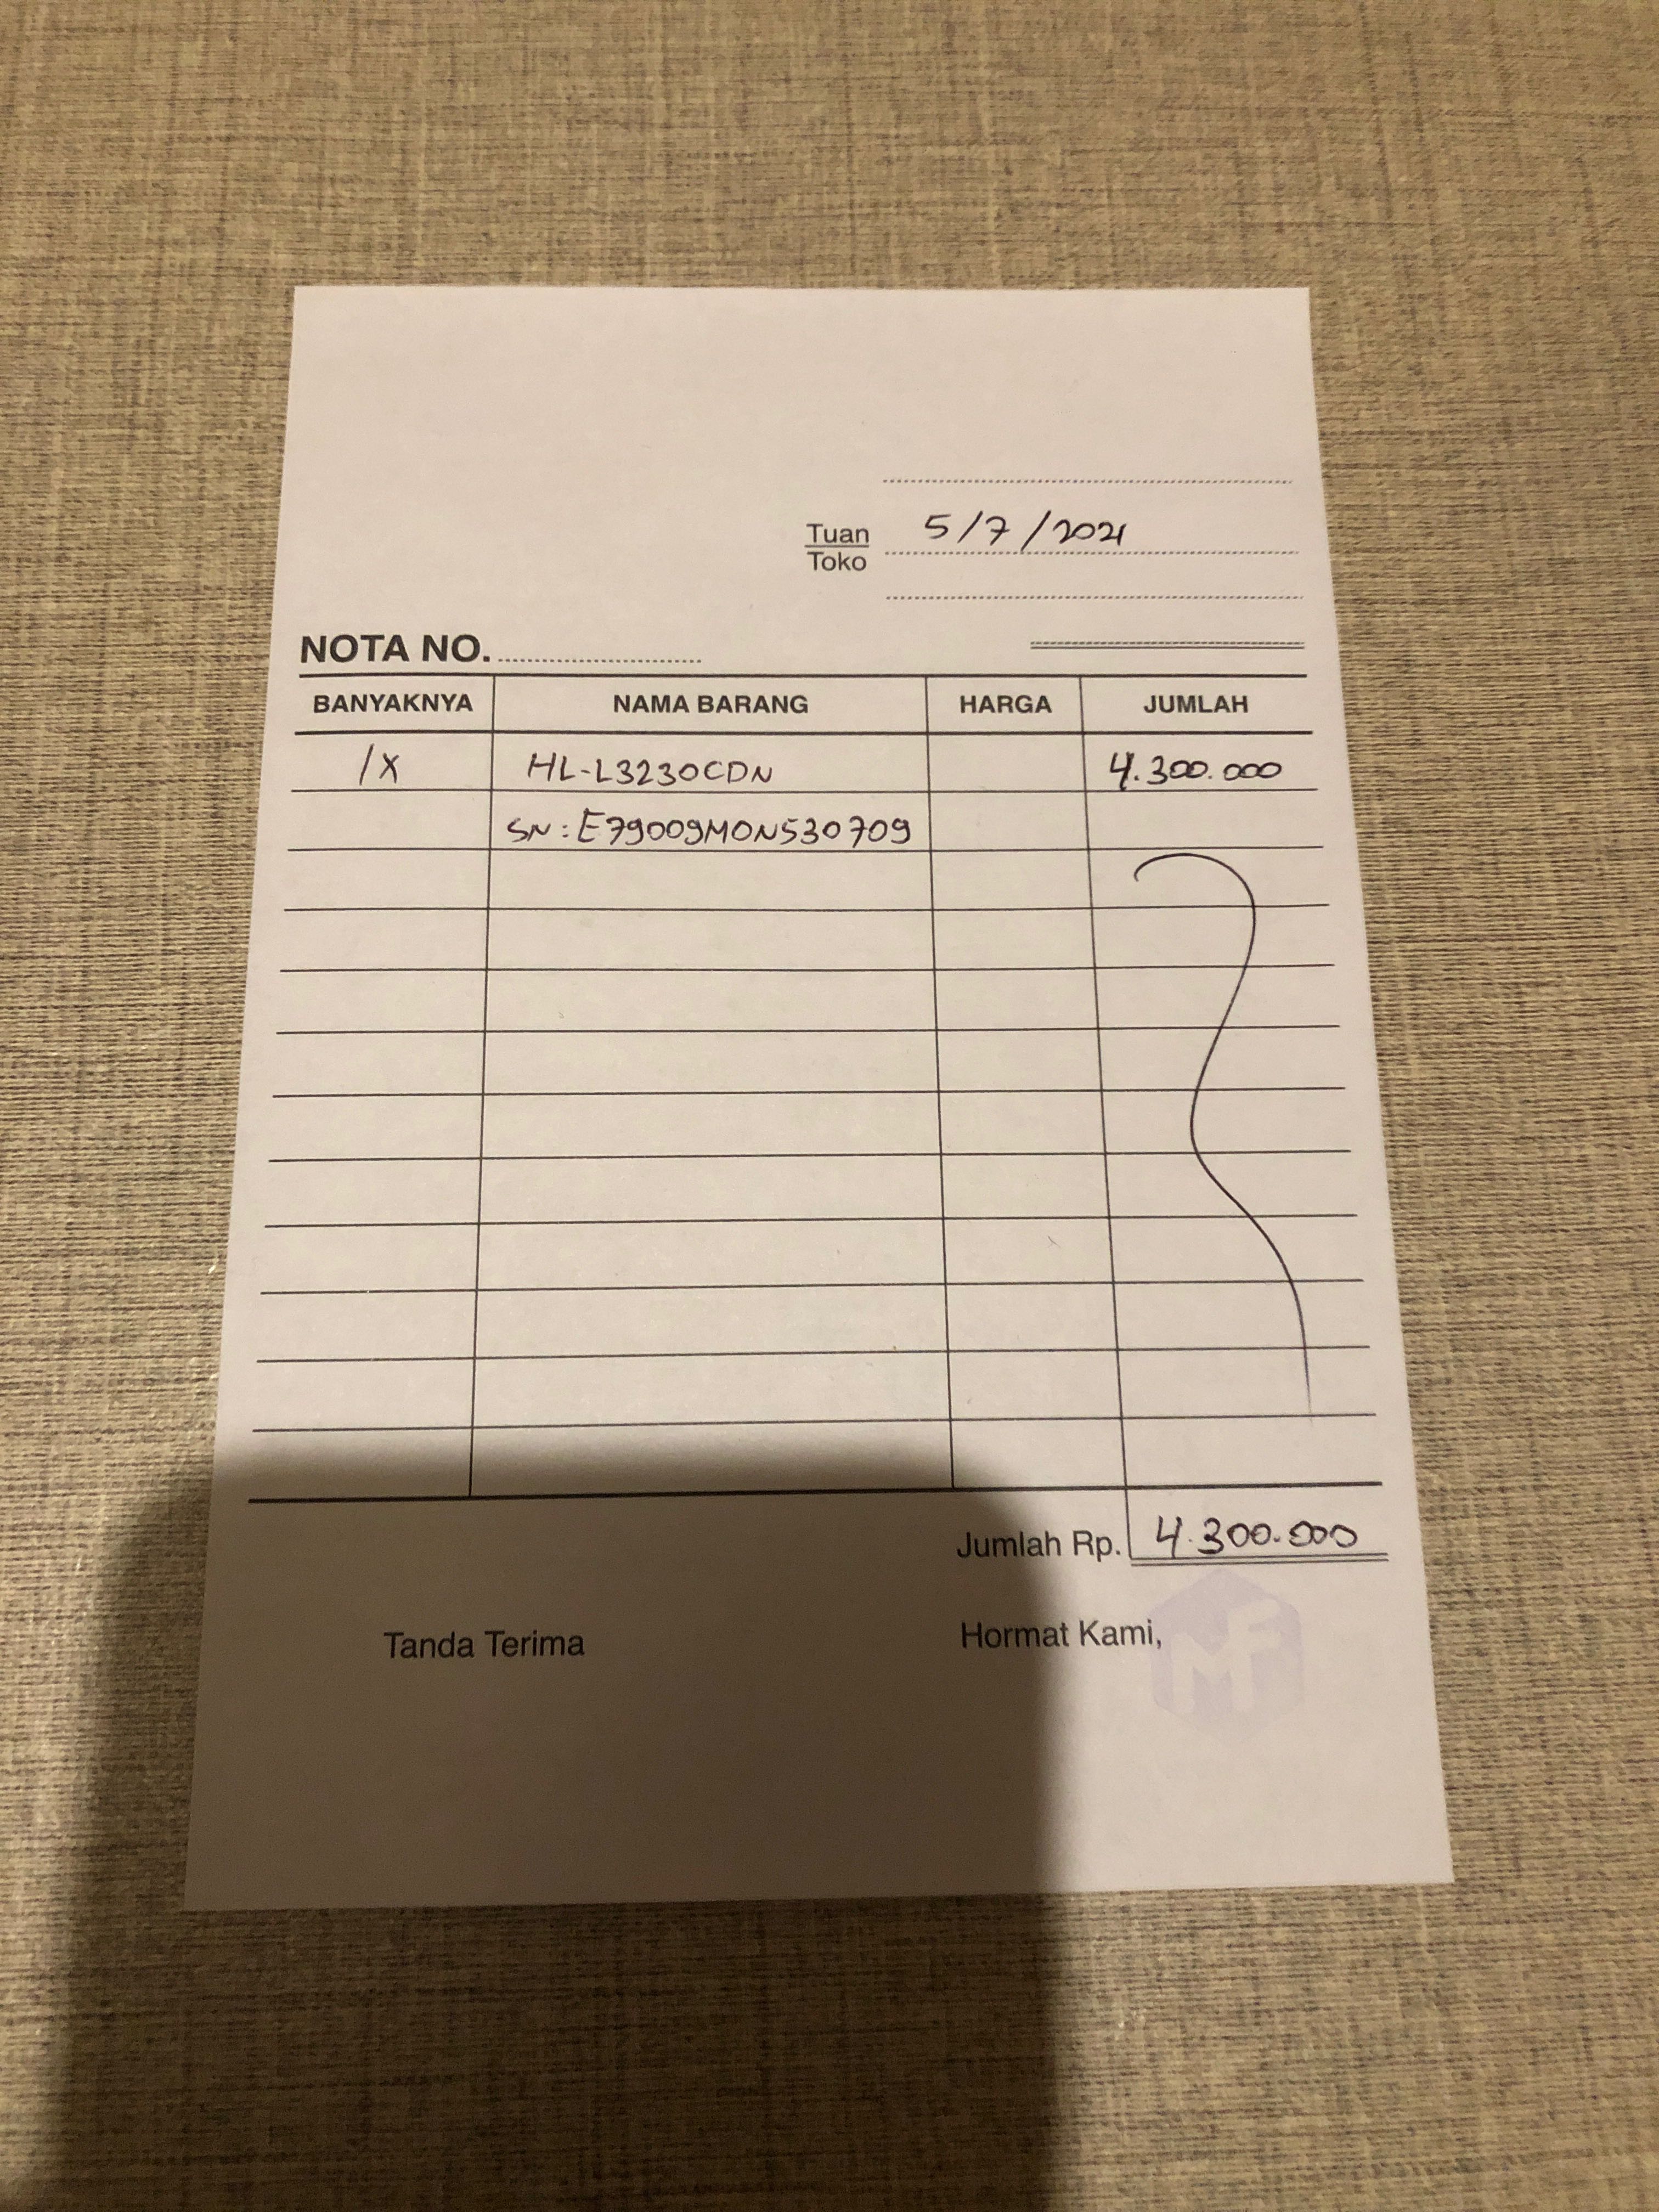 Tuan 5/7/2021
Toko
NOTA NO.
BANYAKNYA NAMA BARANG HARGA JUMLAH
1X HL-L3230CDN 4.300.000
SN: E79009M0N530709
Jumlah Rp. 4.300.000
Tanda Terima Hormat Kami,
MF